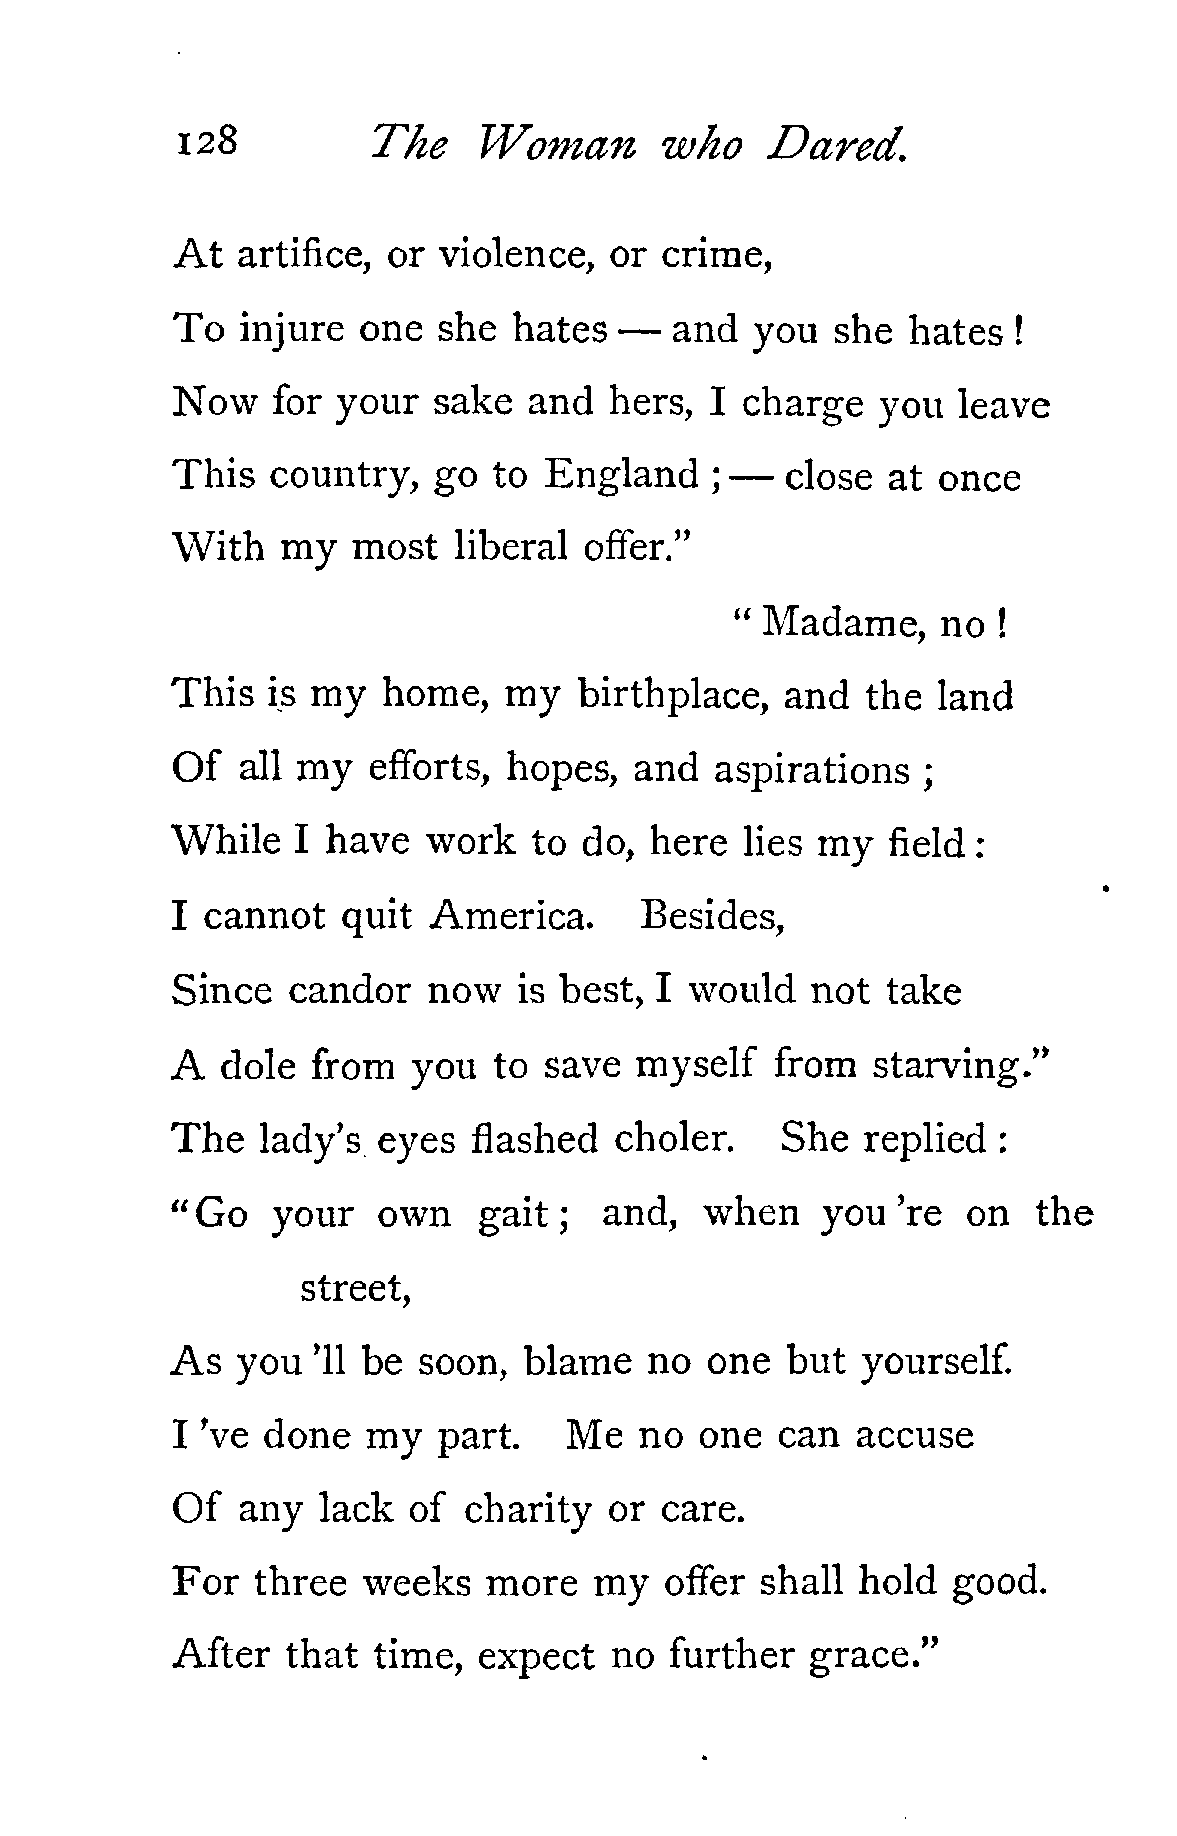 128 The Woman who Dared.
At artifice, or violence, or crime,
To injure one she hates — and you she hates !
Now for your sake and hers, I charge you leave
This country, go to England ; — close at once
With my most liberal offer.”
“ Madame, no !
This is my home, my birthplace, and the land
Of all my efforts, hopes, and aspirations ;
While I have work to do, here lies my field :
I cannot quit America. Besides,
Since candor now is best, I would not take
A dole from you to save myself from starving.”
The lady’s eyes flashed choler. She replied :
“Go your own gait ; and, when you ’re on the
street,
As you ’ll be soon, blame no one but yourself.
I ’ve done my part. Me no one can accuse
Of any lack of charity or care.
For three weeks more my offer shall hold good.
After that time, expect no further grace.”